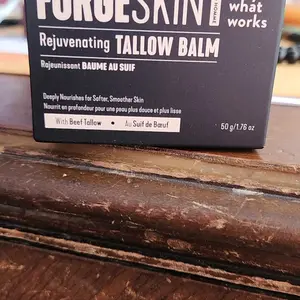 FORGESKIN
HOMME
what
works
Rejuvenating TALLOW BALM
Rajeunissant BAUME AU SUIF
Deeply Nourishes for Softer, Smoother Skin
Nourrit en profondeur pour une peau plus douce et plus lisse
With Beef Tallow • Au Suif de Bœuf
50 g/1.76 oz